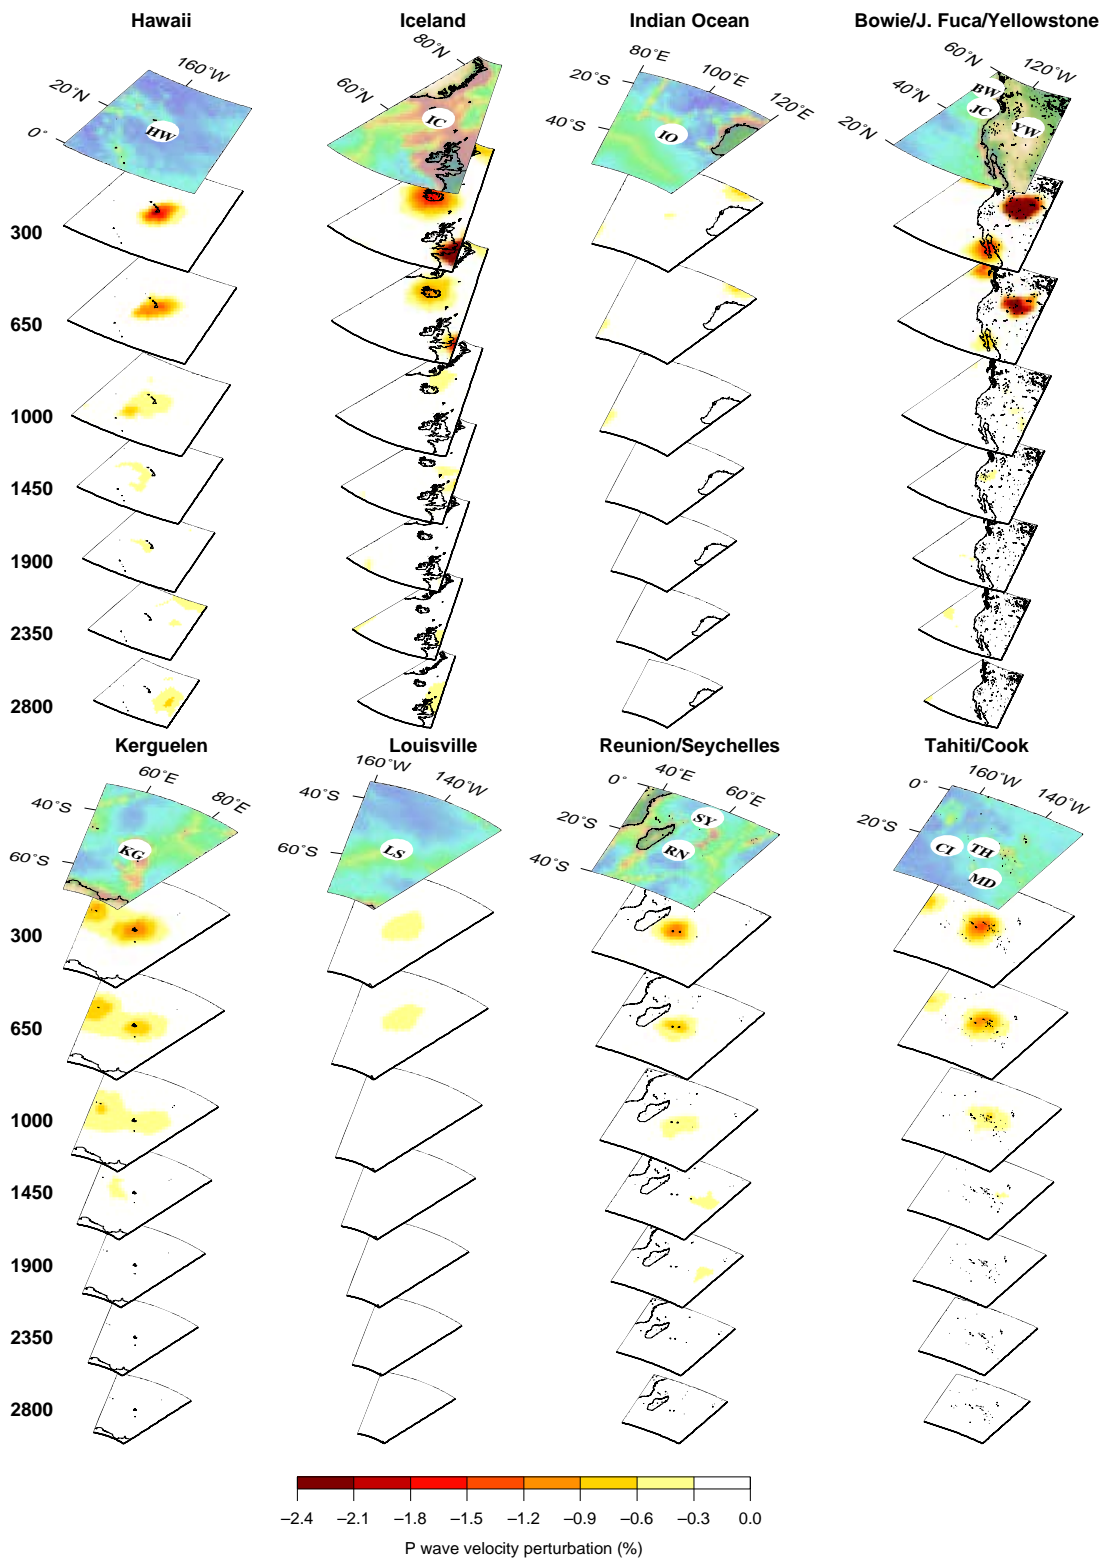 Hawaii
Iceland
Indian Ocean
Bowie/J. Fuca/Yellowstone
160˚W
20˚N
0˚
HW
80˚N
60˚N
IC
80˚E
100˚E
120˚E
20˚S
40˚S
IO
60˚N
120˚W
40˚N
20˚N
BW
JC
YW
300
650
1000
1450
1900
2350
2800
Kerguelen
Louisville
Reunion/Seychelles
Tahiti/Cook
60˚E
80˚E
40˚S
60˚S
KG
160˚W
140˚W
40˚S
60˚S
LS
0˚
40˚E
60˚E
20˚S
40˚S
SY
RN
0˚
160˚W
140˚W
20˚S
CI
TH
MD
300
650
1000
1450
1900
2350
2800
−2.4 −2.1 −1.8 −1.5 −1.2 −0.9 −0.6 −0.3 0.0
P wave velocity perturbation (%)